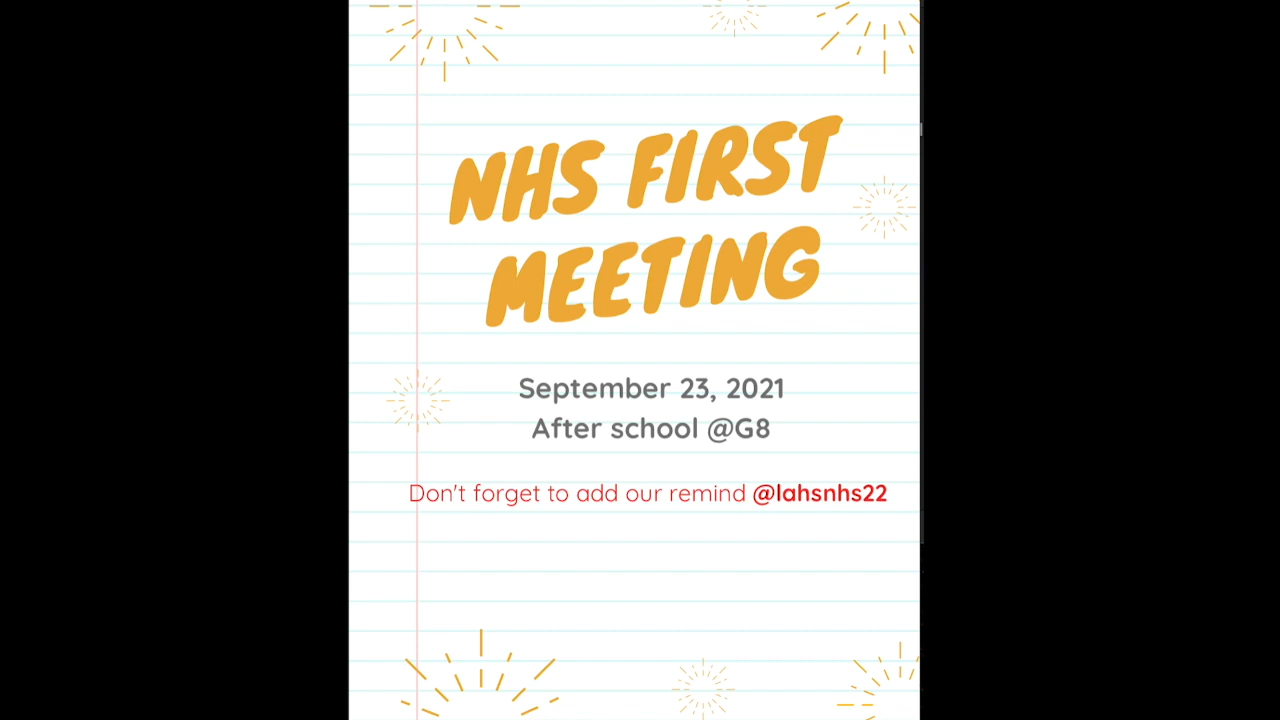 NHS FIRST
MEETING
September 23, 2021
After school @G8
Don't forget to add our remind @lahsnhs22